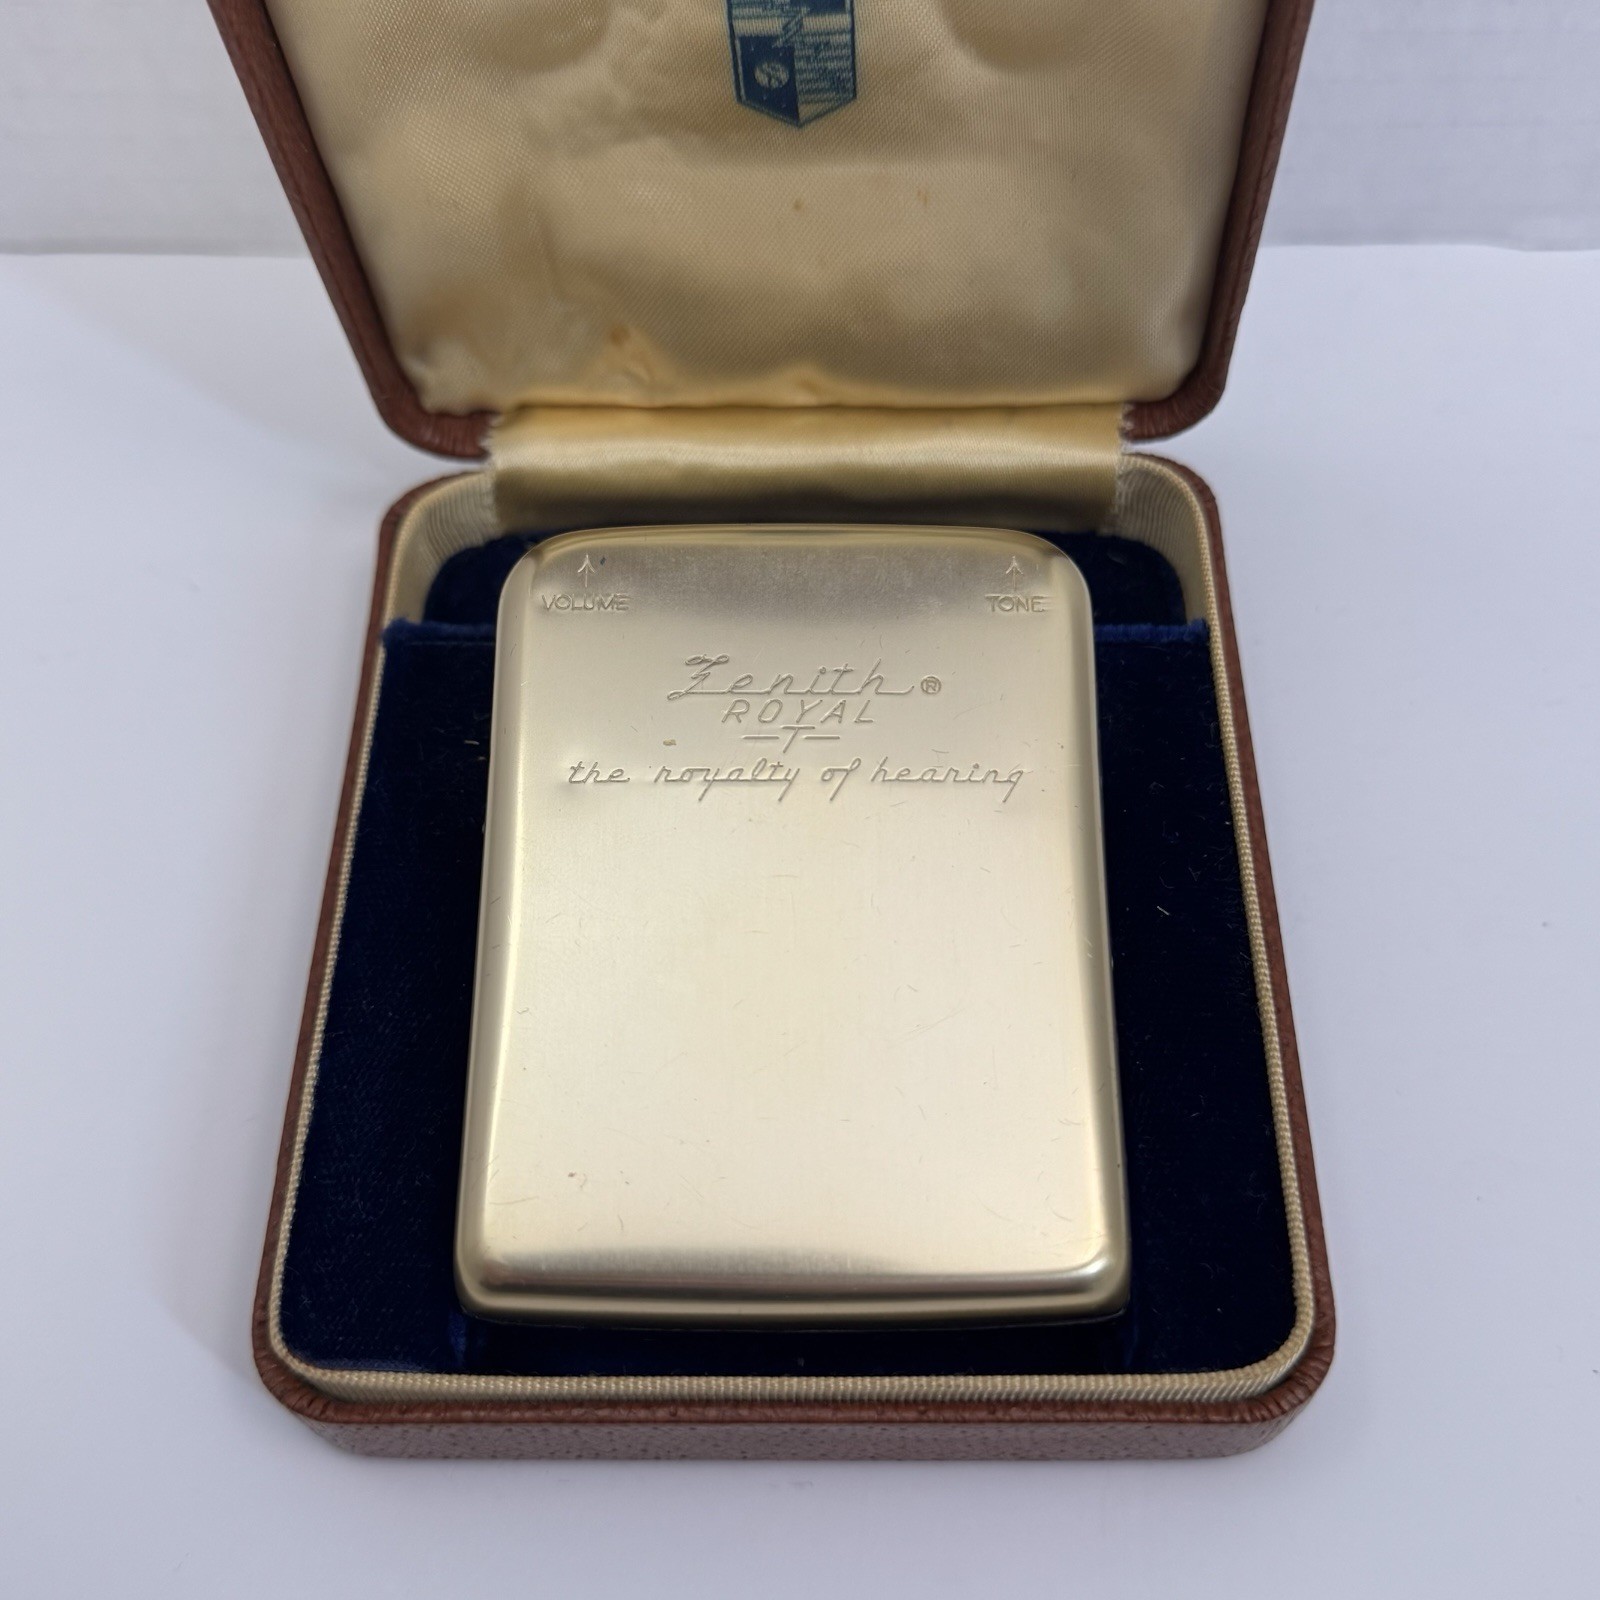 VOLUME TONE
Zenith®
ROYAL
-T-
the royalty of hearing